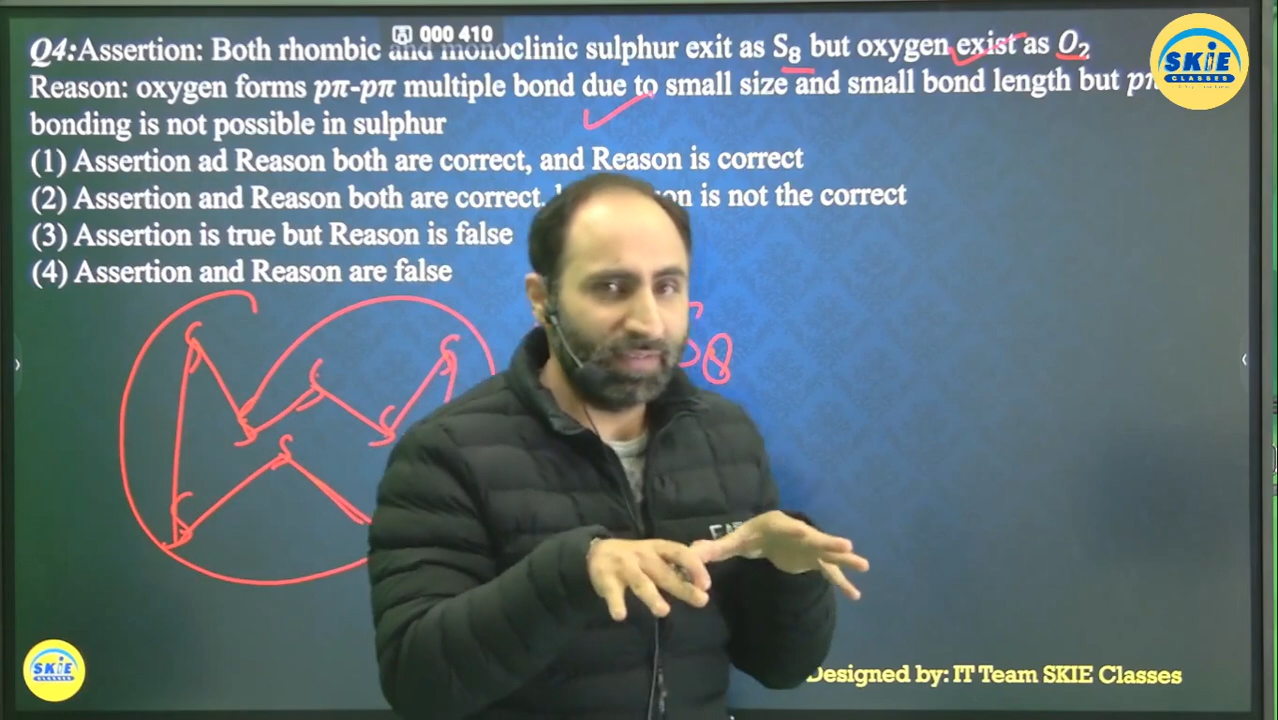 000 410
Q4:Assertion: Both rhombic and monoclinic sulphur exit as S₈ but oxygen exist as O₂
Reason: oxygen forms pπ-pπ multiple bond due to small size and small bond length but
bonding is not possible in sulphur
(1) Assertion ad Reason both are correct, and Reason is correct
(2) Assertion and Reason both are correct. is not the correct
(3) Assertion is true but Reason is false
(4) Assertion and Reason are false
SKiE
CLASSES
S S S S
S S
S8
SKiE
CLASSES
Designed by: IT Team SKIE Classes